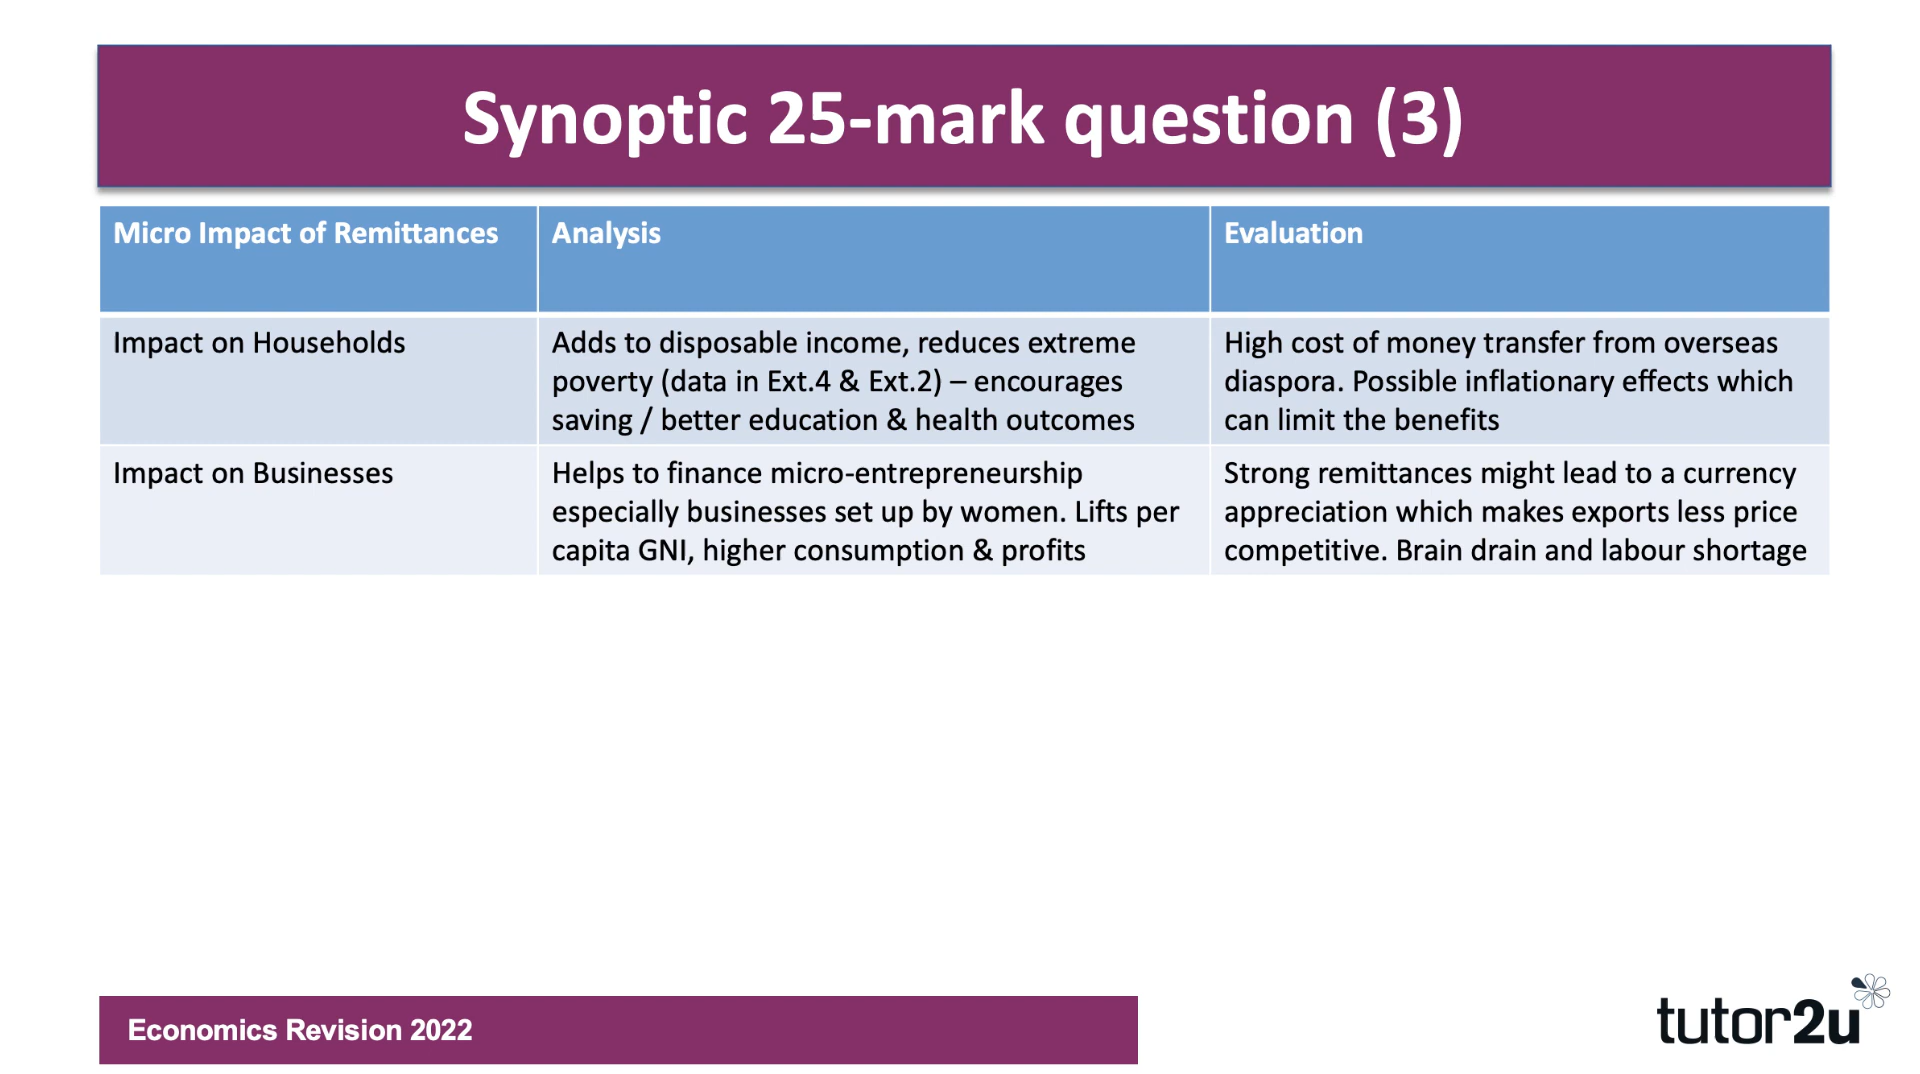 Synoptic 25-mark question (3)
Micro Impact of Remittances
Analysis
Evaluation
Impact on Households
Adds to disposable income, reduces extreme
poverty (data in Ext.4 & Ext.2) – encourages
saving / better education & health outcomes
High cost of money transfer from overseas
diaspora. Possible inflationary effects which
can limit the benefits
Impact on Businesses
Helps to finance micro-entrepreneurship
especially businesses set up by women. Lifts per
capita GNI, higher consumption & profits
Strong remittances might lead to a currency
appreciation which makes exports less price
competitive. Brain drain and labour shortage
Economics Revision 2022
tutor2u